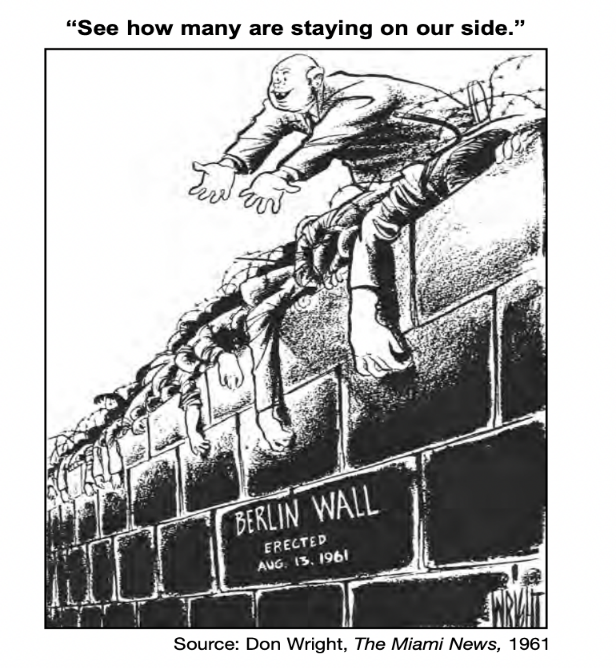 “See how many are staying on our side.”
BERLIN WALL
ERECTED
AUG. 13, 1961
WRIGHT
Source: Don Wright, The Miami News, 1961